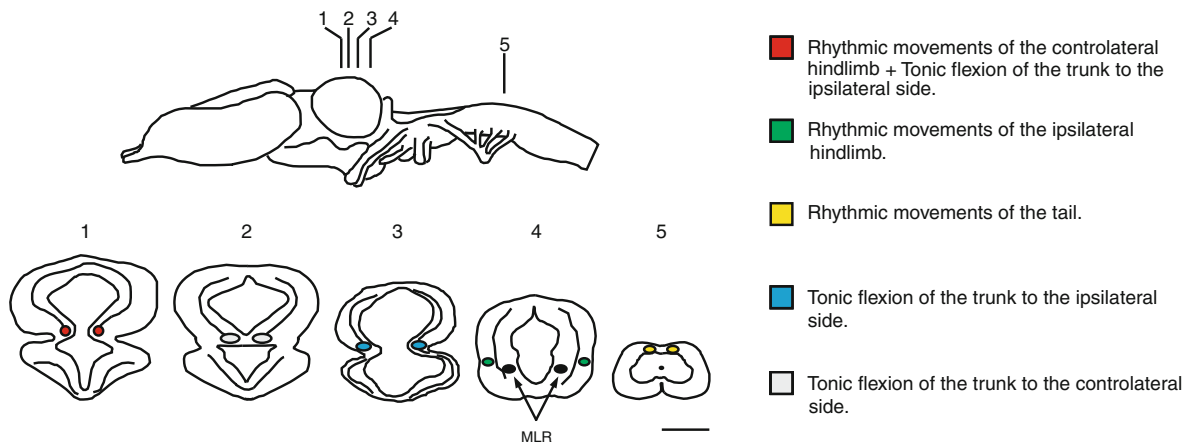 1 2 3 4
5
1 2 3 4 5
MLR
Rhythmic movements of the controlateral
hindlimb + Tonic flexion of the trunk to the
ipsilateral side.
Rhythmic movements of the ipsilateral
hindlimb.
Rhythmic movements of the tail.
Tonic flexion of the trunk to the ipsilateral
side.
Tonic flexion of the trunk to the controlateral
side.